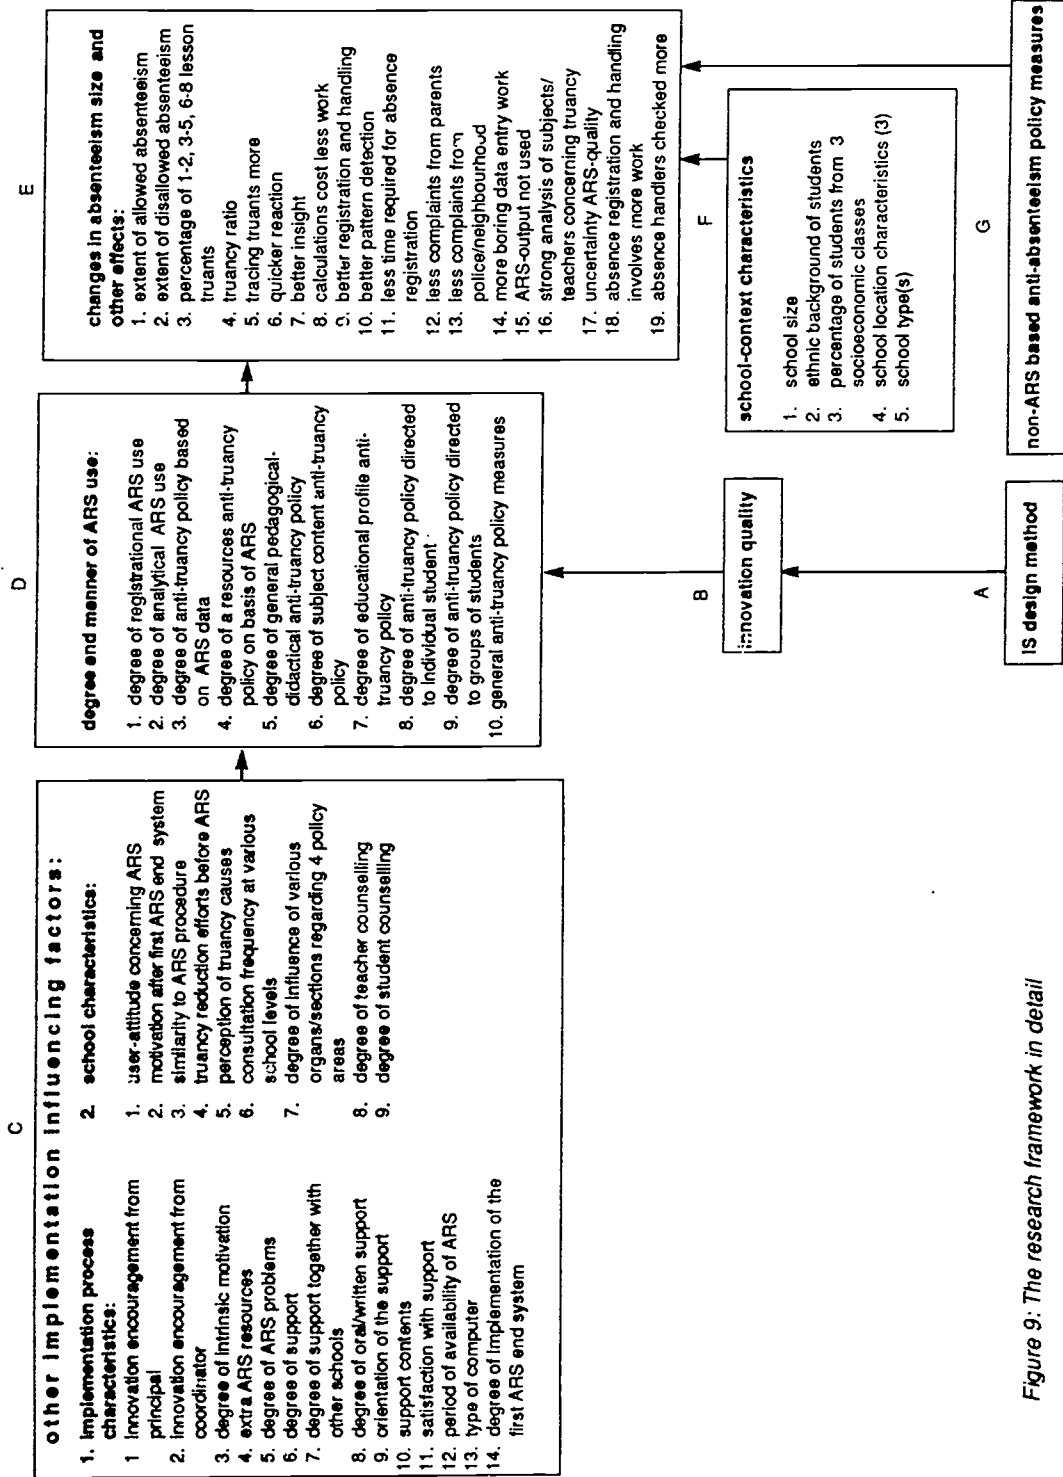 C
other implementation influencing factors:
1. Implementation process
characteristics:
1 Innovation encouragement from
principal
2. innovation encouragement from
coordinator
3. degree of intrinsic motivation
4. extra ARS resources
5. degree of ARS problems
6. degree of support
7. degree of support together with
other schools
8. degree of oral/written support
9. orientation of the support
10. support contents
11. satisfaction with support
12. period of availability of ARS
13. type of computer
14. degree of Implementation of the
first ARS end system
2. school characteristics:
1. user-attitude concerning ARS
2. motivation after first ARS end system
3. similarity to ARS procedure
4. truancy reduction efforts before ARS
5. perception of truancy causes
6. consultation frequency at various
school levels
7. degree of Influence of various
organs/sections regarding 4 policy
areas
8. degree of teacher counselling
9. degree of student counselling
D
degree end manner of ARS use:
1. degree of registrational ARS use
2. degree of analytical ARS use
3. degree of anti-truancy policy based
on ARS data
4. degree of a resources anti-truancy
policy on basis of ARS
5. degree of general pedagogical-
didactical anti-truancy policy
6. degree of subject content anti-truancy
policy
7. degree of educational profile anti-
truancy policy
8. degree of anti-truancy policy directed
to Individual student
9. degree of anti-truancy policy directed
to groups of students
10. general anti-truancy policy measures
E
changes in absenteeism size and
other effects:
1. extent of allowed absenteeism
2. extent of disallowed absenteeism
3. percentage of 1-2, 3-5, 6-8 lesson
truants
4. truancy ratio
5. tracing truants more
6. quicker reaction
7. better insight
8. calculations cost less work
9. better registration and handling
10. better pattern detection
11. less time required for absence
registration
12. less complaints from parents
13. less complaints from
police/neighbourhood
14. more boring data entry work
15. ARS-output not used
16. strong analysis of subjects/
teachers concerning truancy
17. uncertainty ARS-quality
18. absence registration and handling
involves more work
19. absence handlers checked more
B
innovation quality
A
IS design method
F
school-context characteristics
1. school size
2. ethnic background of students
3. percentage of students from 3
socioeconomic classes
4. school location characteristics (3)
5. school type(s)
G
non-ARS based anti-absenteeism policy measures
Figure 9: The research framework in detail